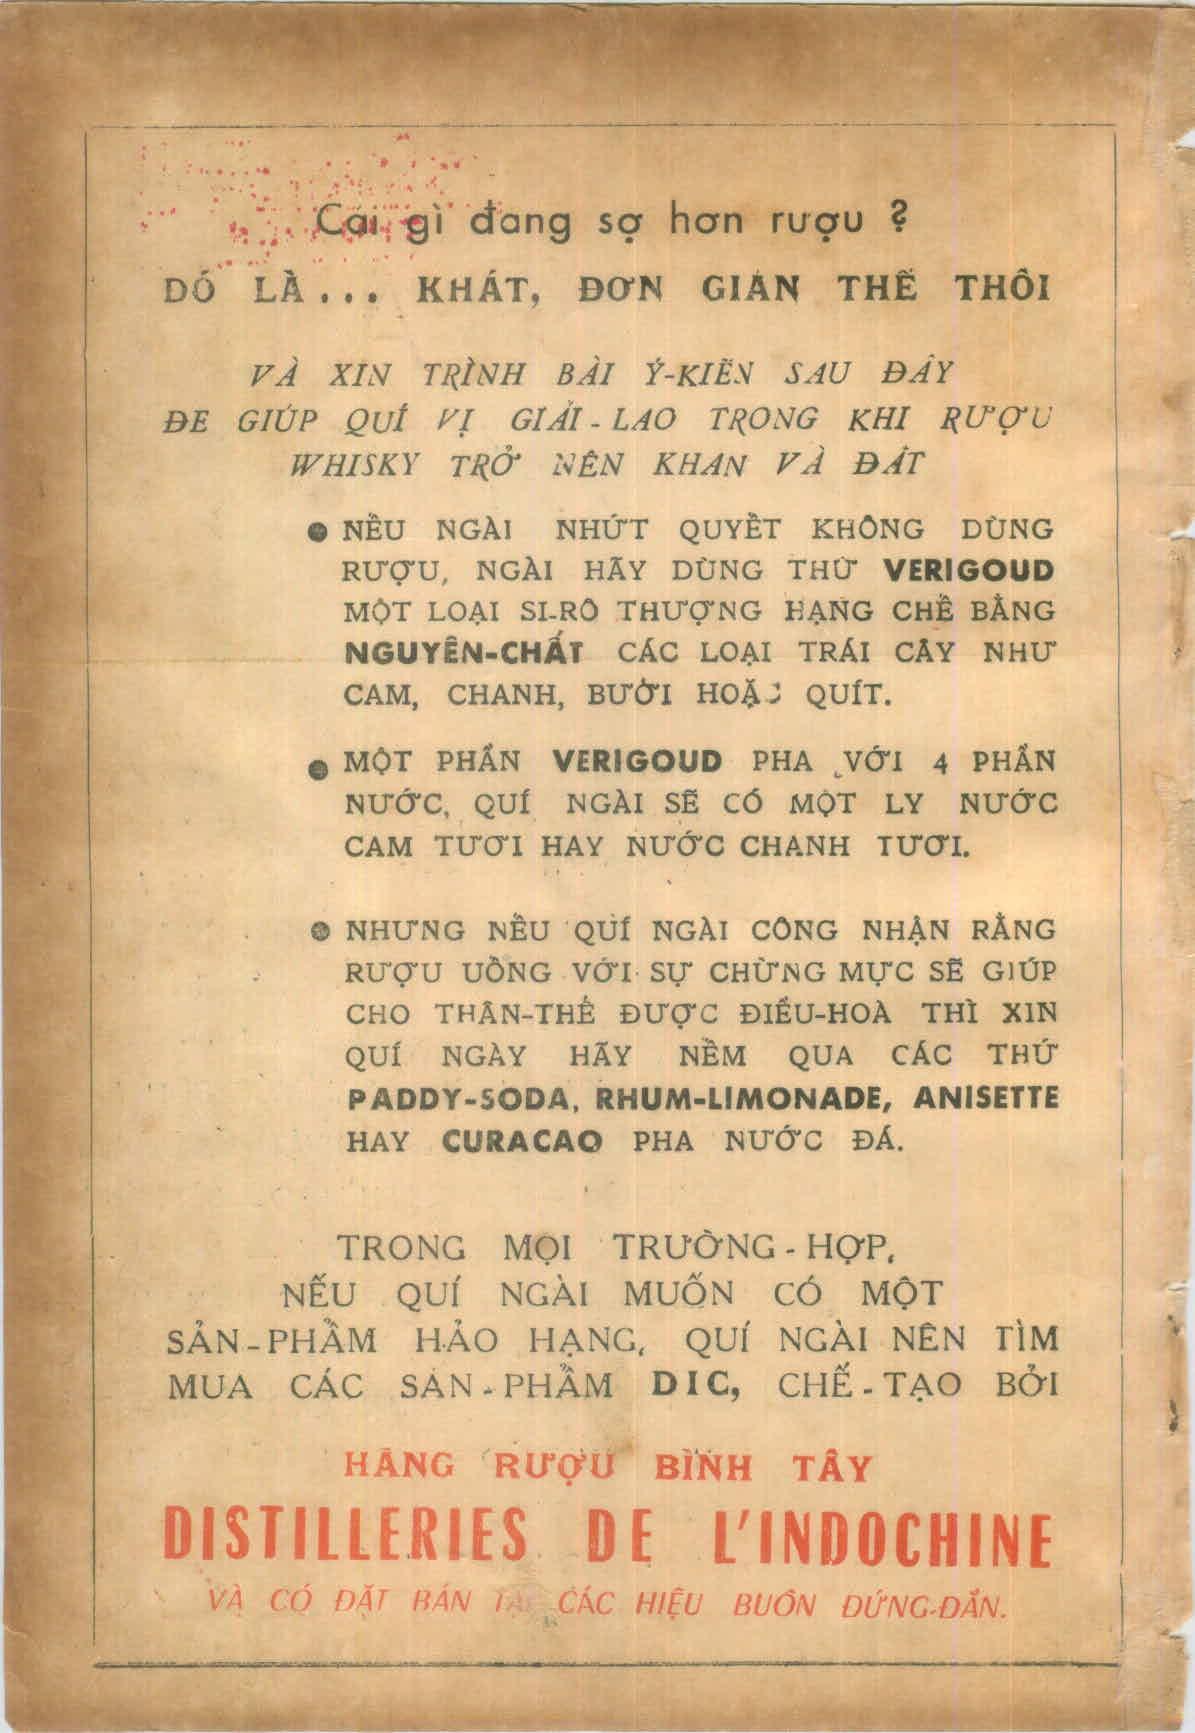 Cái gì đang sợ hơn rượu ?
ĐÓ LÀ... KHÁT, ĐƠN GIẢN THẾ THÔI
VÀ XIN TRÌNH BÀI Ý-KIẾN SAU ĐÂY
ĐE GIÚP QUÍ VỊ GIẢI-LAO TRONG KHI RƯỢU
WHISKY TRỞ NÊN KHAN VÀ ĐẮT
● NẾU NGÀI NHỨT QUYẾT KHÔNG DÙNG
RƯỢU, NGÀI HÃY DÙNG THỬ VERIGOUD
MỘT LOẠI SI-RÔ THƯỢNG HẠNG CHẾ BẰNG
NGUYÊN-CHẤT CÁC LOẠI TRÁI CÂY NHƯ
CAM, CHANH, BƯỞI HOẶC QUÍT.
● MỘT PHẦN VERIGOUD PHA VỚI 4 PHẦN
NƯỚC, QUÍ NGÀI SẼ CÓ MỘT LY NƯỚC
CAM TƯƠI HAY NƯỚC CHANH TƯƠI.
● NHƯNG NẾU QUÍ NGÀI CÔNG NHẬN RẰNG
RƯỢU UỐNG VỚI SỰ CHỪNG MỰC SẼ GIÚP
CHO THÂN-THỂ ĐƯỢC ĐIỀU-HOÀ THÌ XIN
QUÍ NGÀY HÃY NẾM QUA CÁC THỨ
PADDY-SODA, RHUM-LIMONADE, ANISETTE
HAY CURACAO PHA NƯỚC ĐÁ.
TRONG MỌI TRƯỜNG-HỢP,
NẾU QUÍ NGÀI MUỐN CÓ MỘT
SẢN-PHẨM HẢO HẠNG, QUÍ NGÀI NÊN TÌM
MUA CÁC SẢN-PHẨM DIC, CHẾ-TẠO BỞI
HÃNG RƯỢU BÌNH TÂY
DISTILLERIES DE L'INDOCHINE
VÀ CÓ ĐẶT BÁN TẠI CÁC HIỆU BUÔN ĐỨNG-ĐẮN.